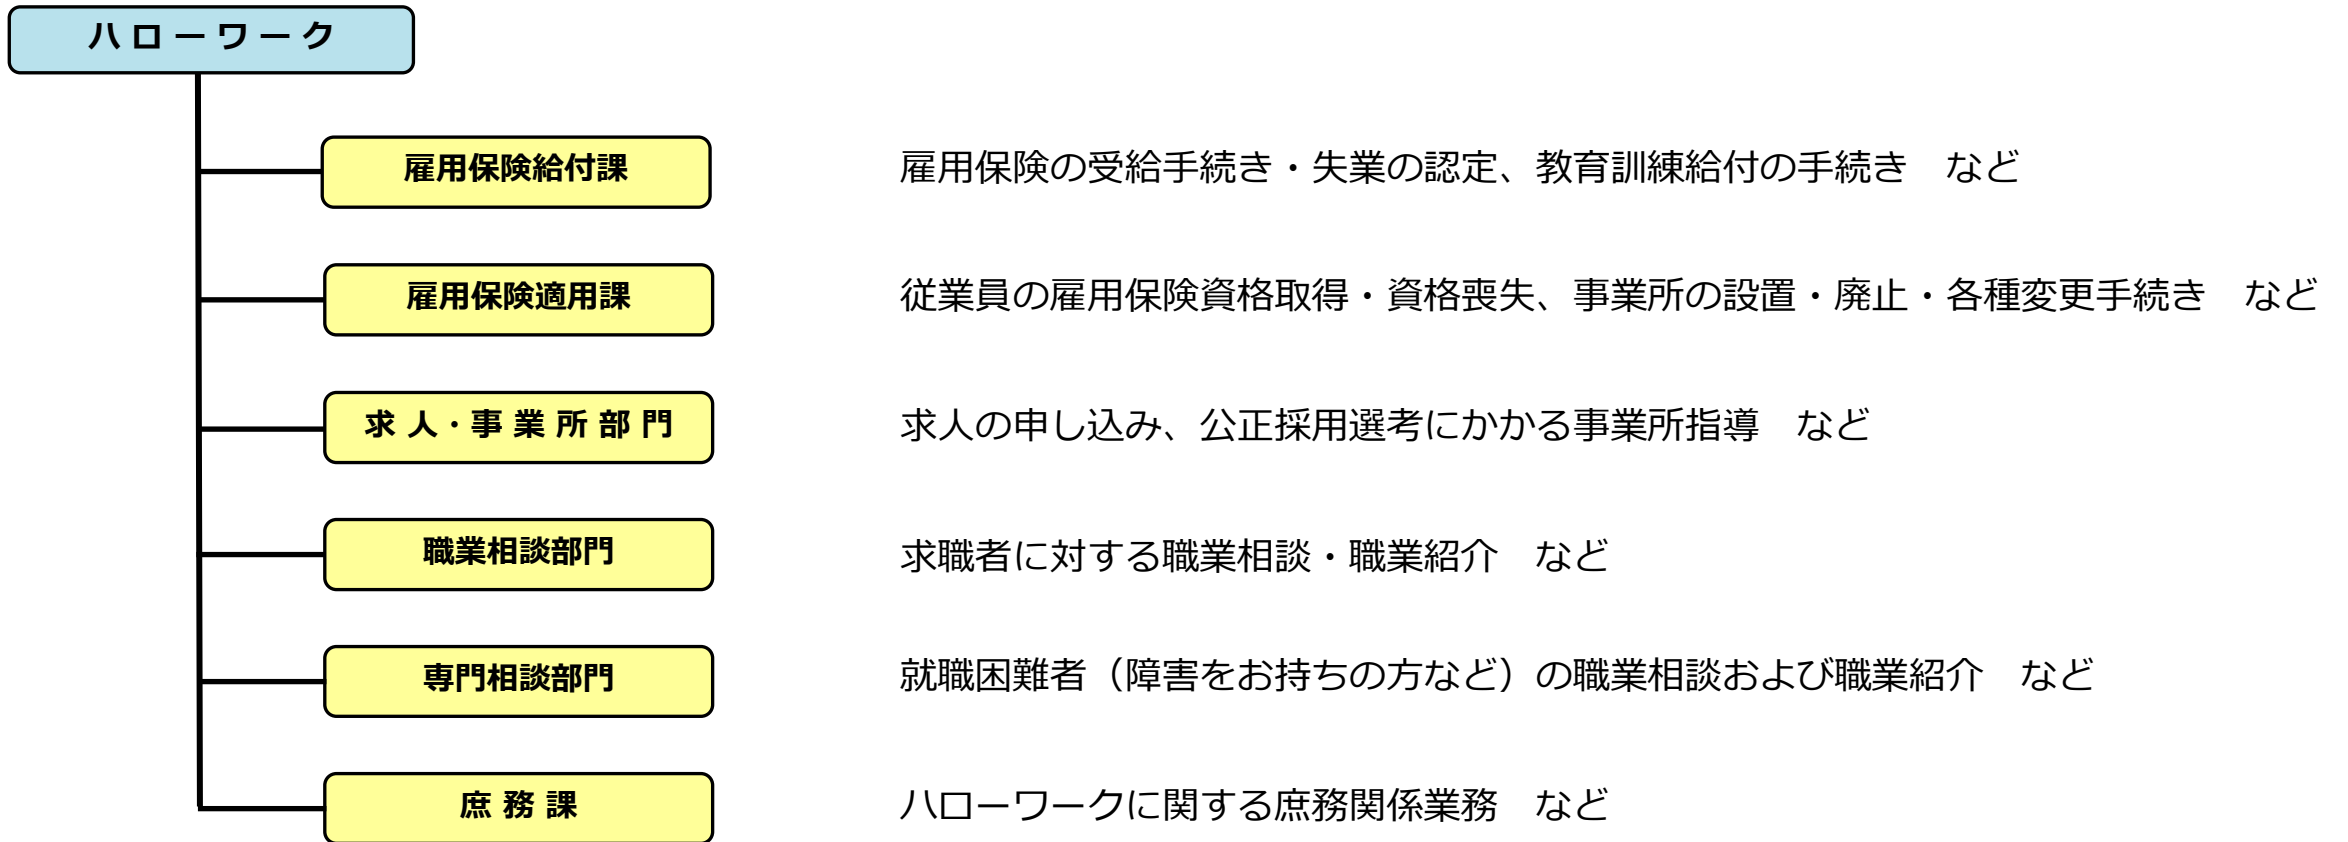 ハローワーク
雇用保険給付課　雇用保険の受給手続き・失業の認定、教育訓練給付の手続き　など
雇用保険適用課　従業員の雇用保険資格取得・資格喪失、事業所の設置・廃止・各種変更手続き　など
求人・事業所部門　求人の申し込み、公正採用選考にかかる事業所指導　など
職業相談部門　求職者に対する職業相談・職業紹介　など
専門相談部門　就職困難者（障害をお持ちの方など）の職業相談および職業紹介　など
庶務課　ハローワークに関する庶務関係業務　など